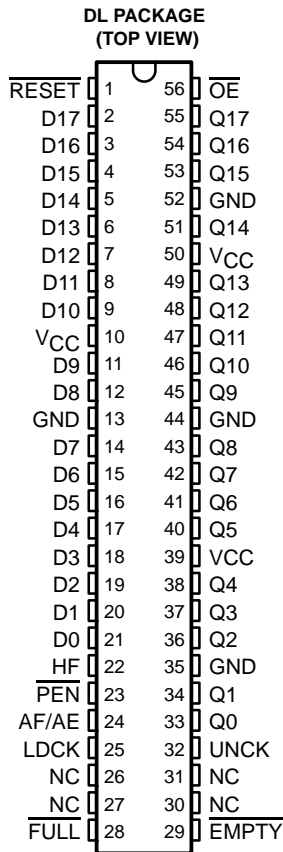 DL PACKAGE
(TOP VIEW)
RESET 1 56 OE
D17 2 55 Q17
D16 3 54 Q16
D15 4 53 Q15
D14 5 52 GND
D13 6 51 Q14
D12 7 50 VCC
D11 8 49 Q13
D10 9 48 Q12
VCC 10 47 Q11
D9 11 46 Q10
D8 12 45 Q9
GND 13 44 GND
D7 14 43 Q8
D6 15 42 Q7
D5 16 41 Q6
D4 17 40 Q5
D3 18 39 VCC
D2 19 38 Q4
D1 20 37 Q3
D0 21 36 Q2
HF 22 35 GND
PEN 23 34 Q1
AF/AE 24 33 Q0
LDCK 25 32 UNCK
NC 26 31 NC
NC 27 30 NC
FULL 28 29 EMPTY